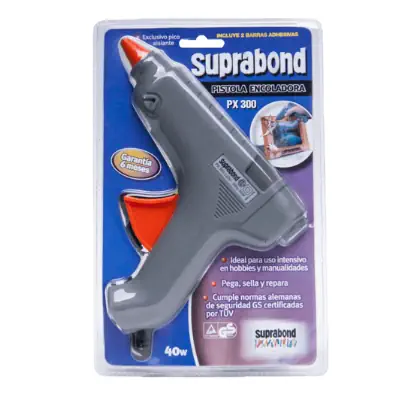 • Exclusivo pico
aislante
INCLUYE 2 BARRAS ADHESIVAS
suprabond
PISTOLA ENCOLADORA
PX 300
Garantía
6 meses
suprabond
• Ideal para uso intensivo
en hobbies y manualidades
• Pega, sella y repara
• Cumple normas alemanas
de seguridad GS certificadas
por TÜV
GS
suprabond
40w